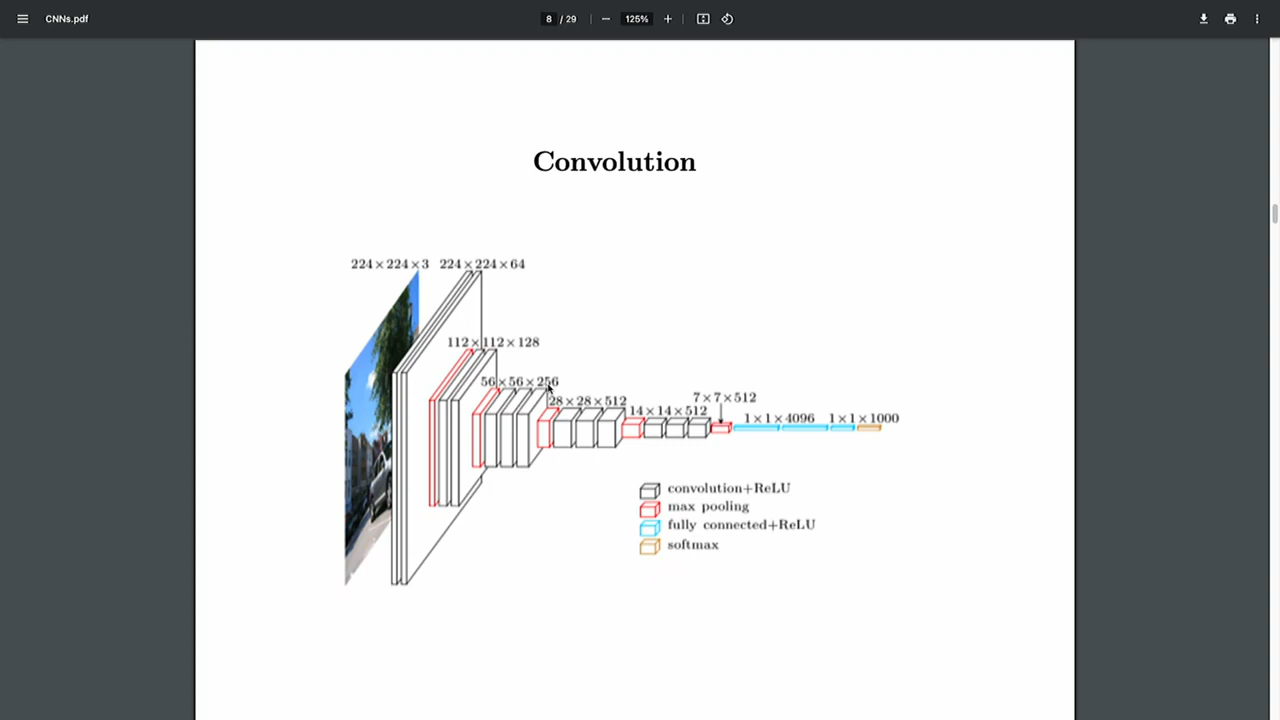 CNNs.pdf
8 / 29
125%
Convolution
224×224×3 224×224×64
112×112×128
56×56×256
28×28×512
14×14×512
7×7×512
1×1×4096 1×1×1000
convolution+ReLU
max pooling
fully connected+ReLU
softmax